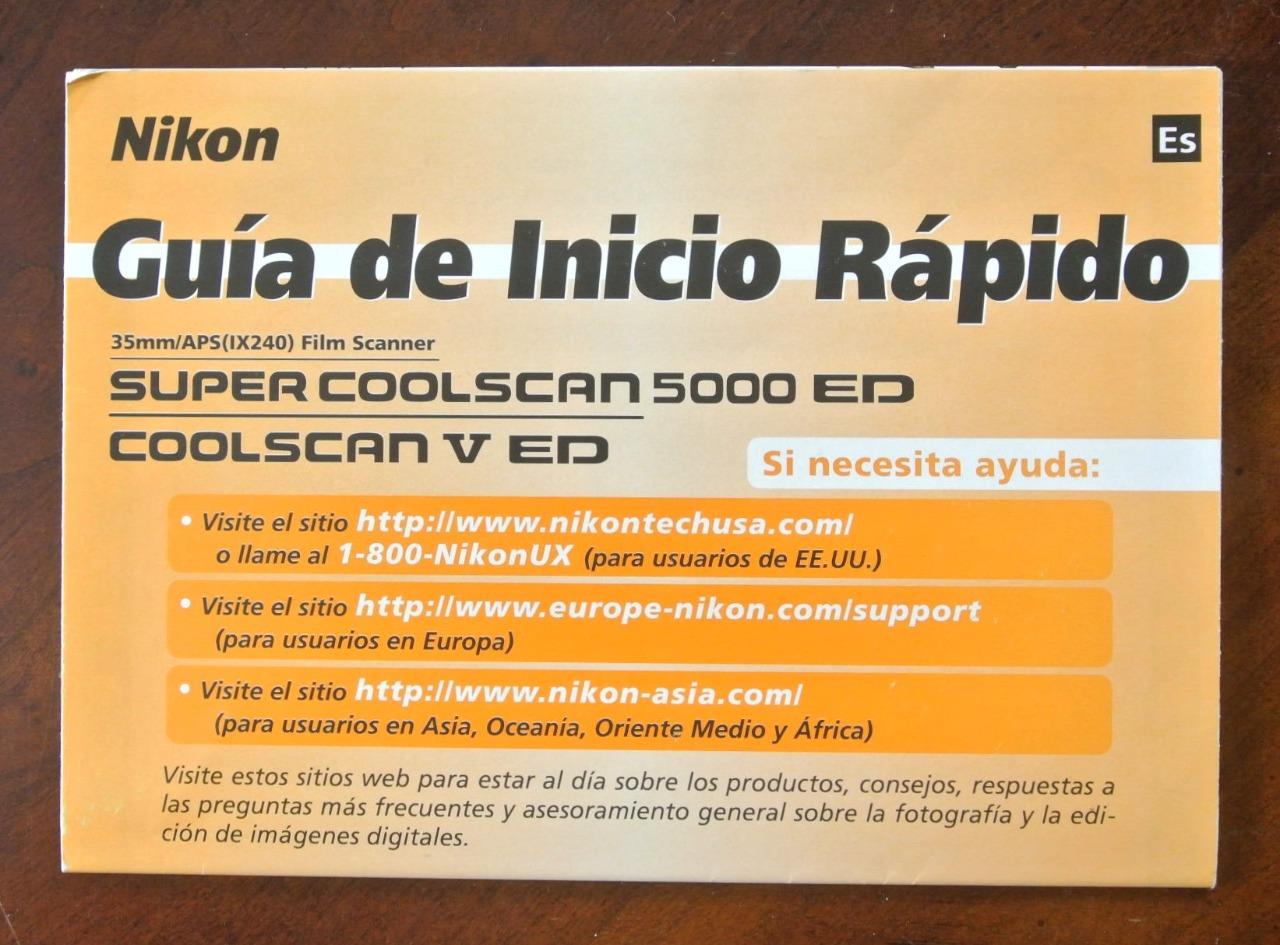 Nikon
Es
Guía de Inicio Rápido
35mm/APS(IX240) Film Scanner
SUPER COOLSCAN 5000 ED
COOLSCAN V ED
Si necesita ayuda:
• Visite el sitio http://www.nikontechusa.com/
o llame al 1-800-NikonUX (para usuarios de EE.UU.)
• Visite el sitio http://www.europe-nikon.com/support
(para usuarios en Europa)
• Visite el sitio http://www.nikon-asia.com/
(para usuarios en Asia, Oceanía, Oriente Medio y África)
Visite estos sitios web para estar al día sobre los productos, consejos, respuestas a
las preguntas más frecuentes y asesoramiento general sobre la fotografía y la edi-
ción de imágenes digitales.